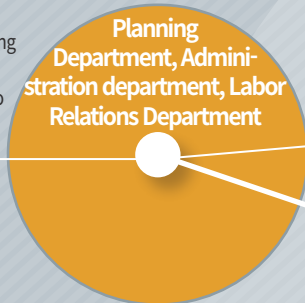 Planning
Department, Admini-
stration department, Labor
Relations Department